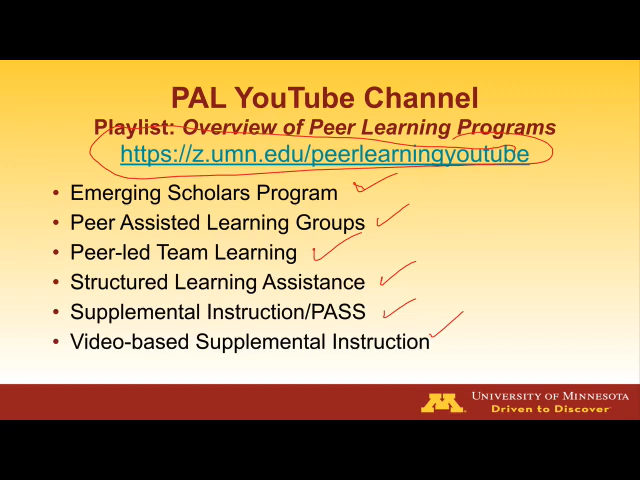 PAL YouTube Channel
Playlist: Overview of Peer Learning Programs
https://z.umn.edu/peerlearningyoutube
• Emerging Scholars Program
• Peer Assisted Learning Groups
• Peer-led Team Learning
• Structured Learning Assistance
• Supplemental Instruction/PASS
• Video-based Supplemental Instruction
M
UNIVERSITY OF MINNESOTA
Driven to Discover